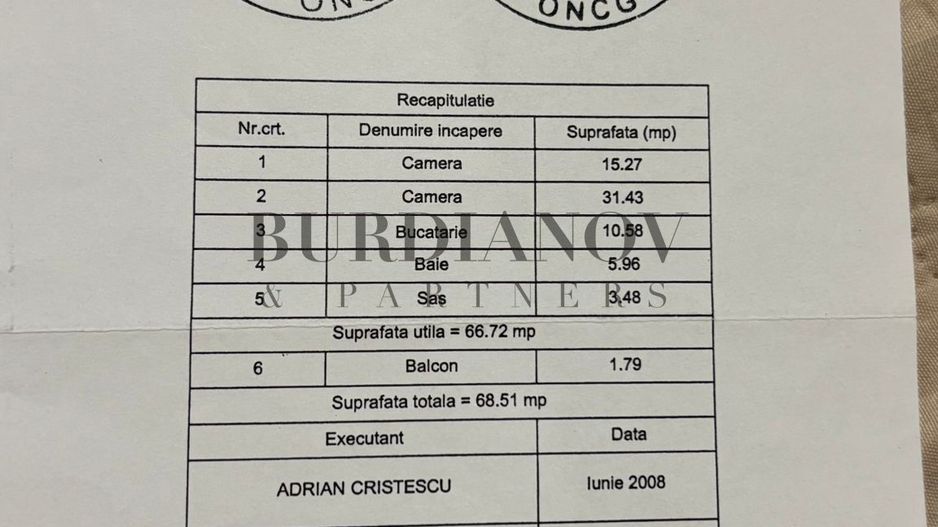 ONCG
Recapitulatie
Nr.crt. Denumire incapere Suprafata (mp)
1 Camera 15.27
2 Camera 31.43
3 Bucatarie 10.58
BURDIANOV
4 Baie 5.96
5 Sas 3.48
& PARTNERS
Suprafata utila = 66.72 mp
6 Balcon 1.79
Suprafata totala = 68.51 mp
Executant Data
ADRIAN CRISTESCU Iunie 2008